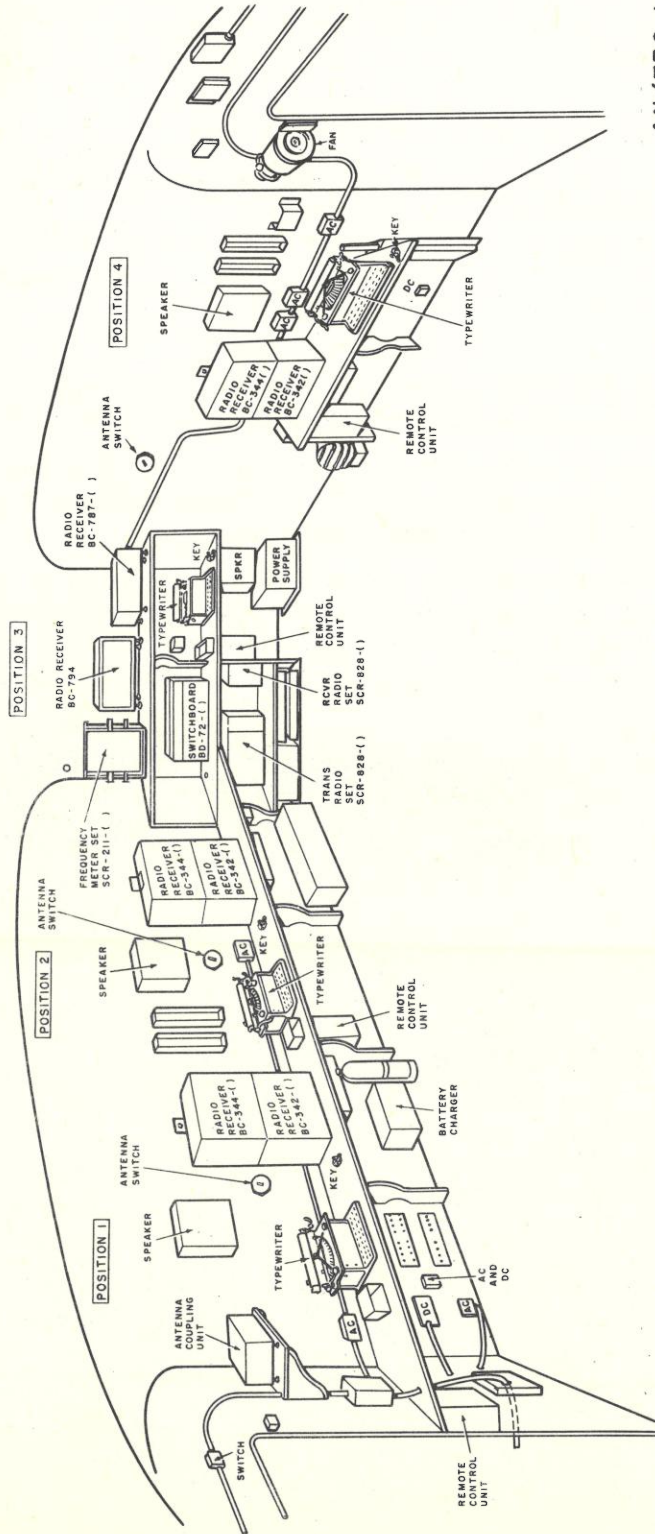 POSITION 1
SPEAKER
ANTENNA
SWITCH
ANTENNA
COUPLING
UNIT
SWITCH
TYPEWRITER
KEY
RADIO
RECEIVER
BC-344-( )
RADIO
RECEIVER
BC-342-( )
AC
REMOTE
CONTROL
UNIT
DC
AC
AC
AND
DC
BATTERY
CHARGER
POSITION 2
SPEAKER
ANTENNA
SWITCH
AC
KEY
TYPEWRITER
RADIO
RECEIVER
BC-344-( )
RADIO
RECEIVER
BC-342-( )
REMOTE
CONTROL
UNIT
POSITION 3
FREQUENCY
METER SET
SCR-211-( )
RADIO RECEIVER
BC-794
RADIO
RECEIVER
BC-787-( )
SWITCHBOARD
BD-72-( )
TYPEWRITER
KEY
SPKR
POWER
SUPPLY
TRANS
RADIO
SET
SCR-828-( )
RCVR
RADIO
SET
SCR-828-( )
REMOTE
CONTROL
UNIT
POSITION 4
ANTENNA
SWITCH
SPEAKER
RADIO
RECEIVER
BC-344( )
RADIO
RECEIVER
BC-342( )
AC
AC
AC
FAN
KEY
DC
TYPEWRITER
REMOTE
CONTROL
UNIT